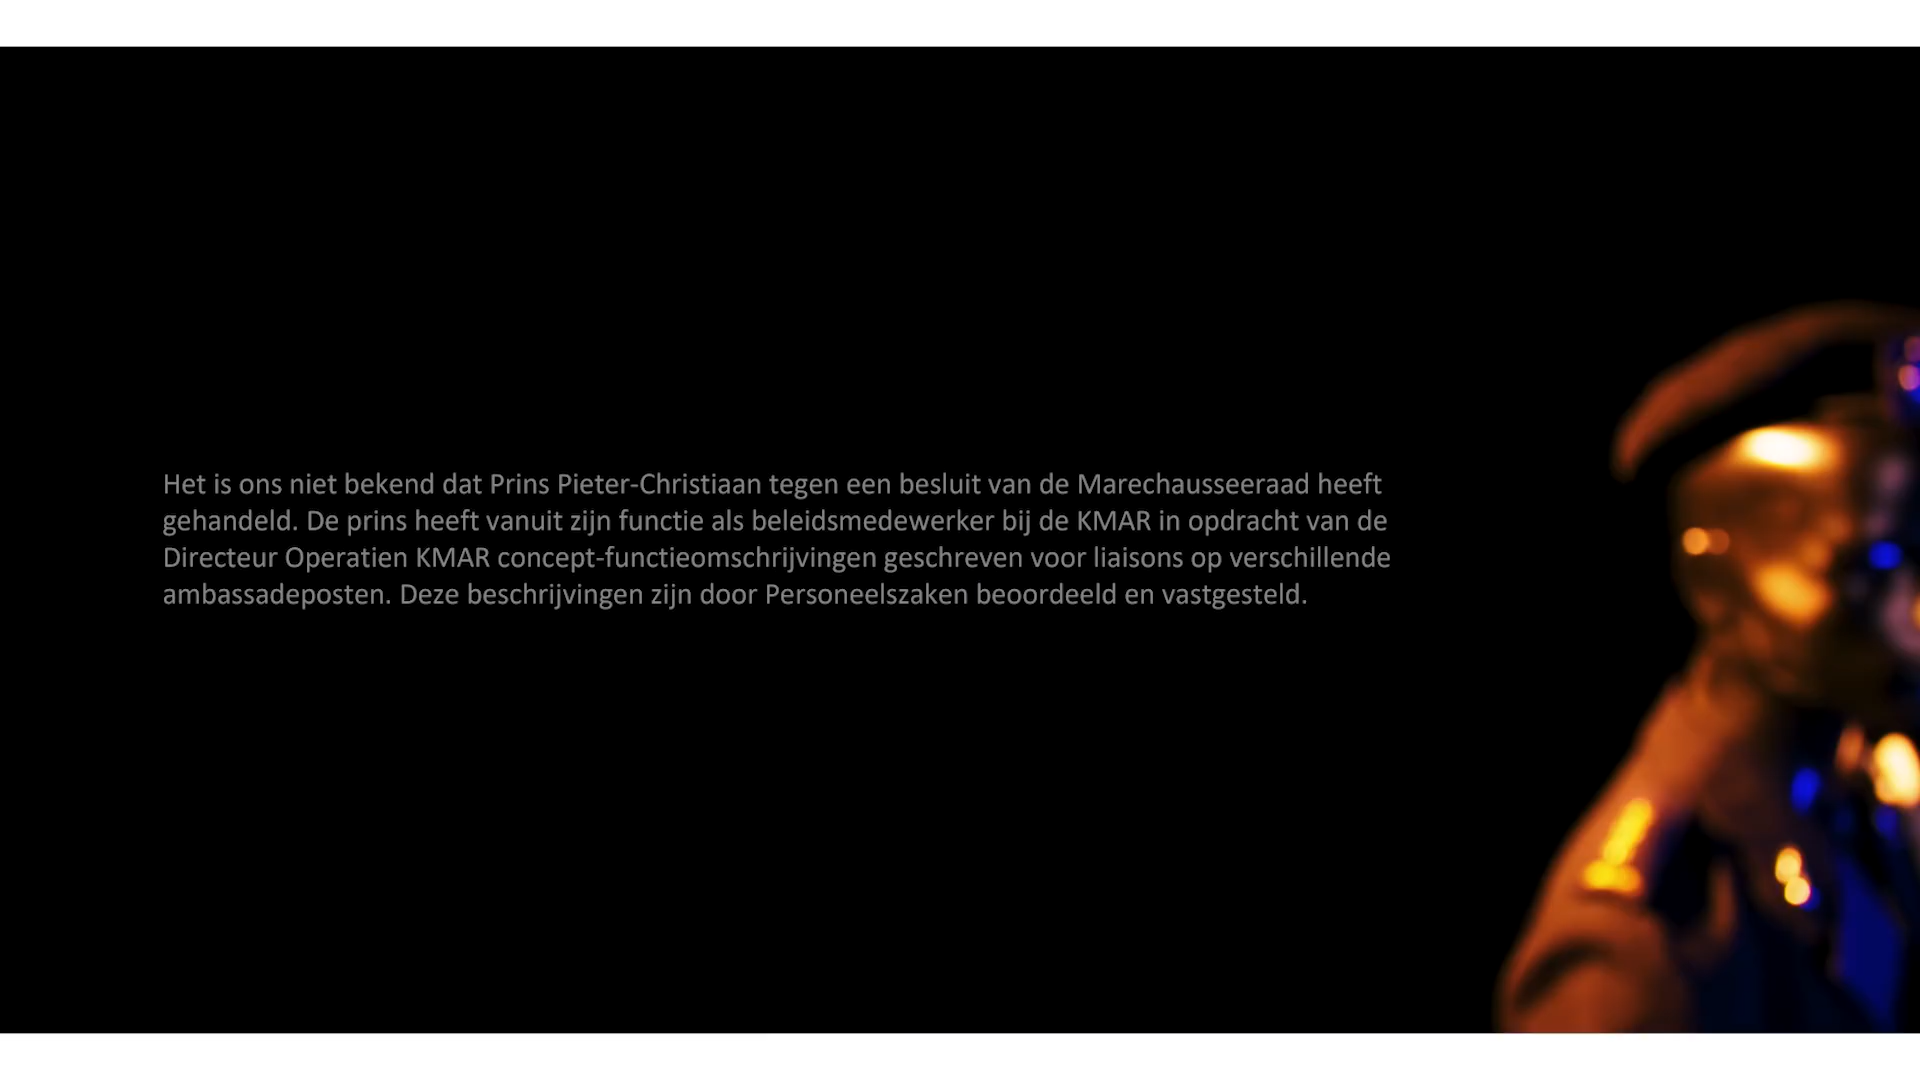 Het is ons niet bekend dat Prins Pieter-Christiaan tegen een besluit van de Marechausseeraad heeft
gehandeld. De prins heeft vanuit zijn functie als beleidsmedewerker bij de KMAR in opdracht van de
Directeur Operatien KMAR concept-functieomschrijvingen geschreven voor liaisons op verschillende
ambassadeposten. Deze beschrijvingen zijn door Personeelszaken beoordeeld en vastgesteld.